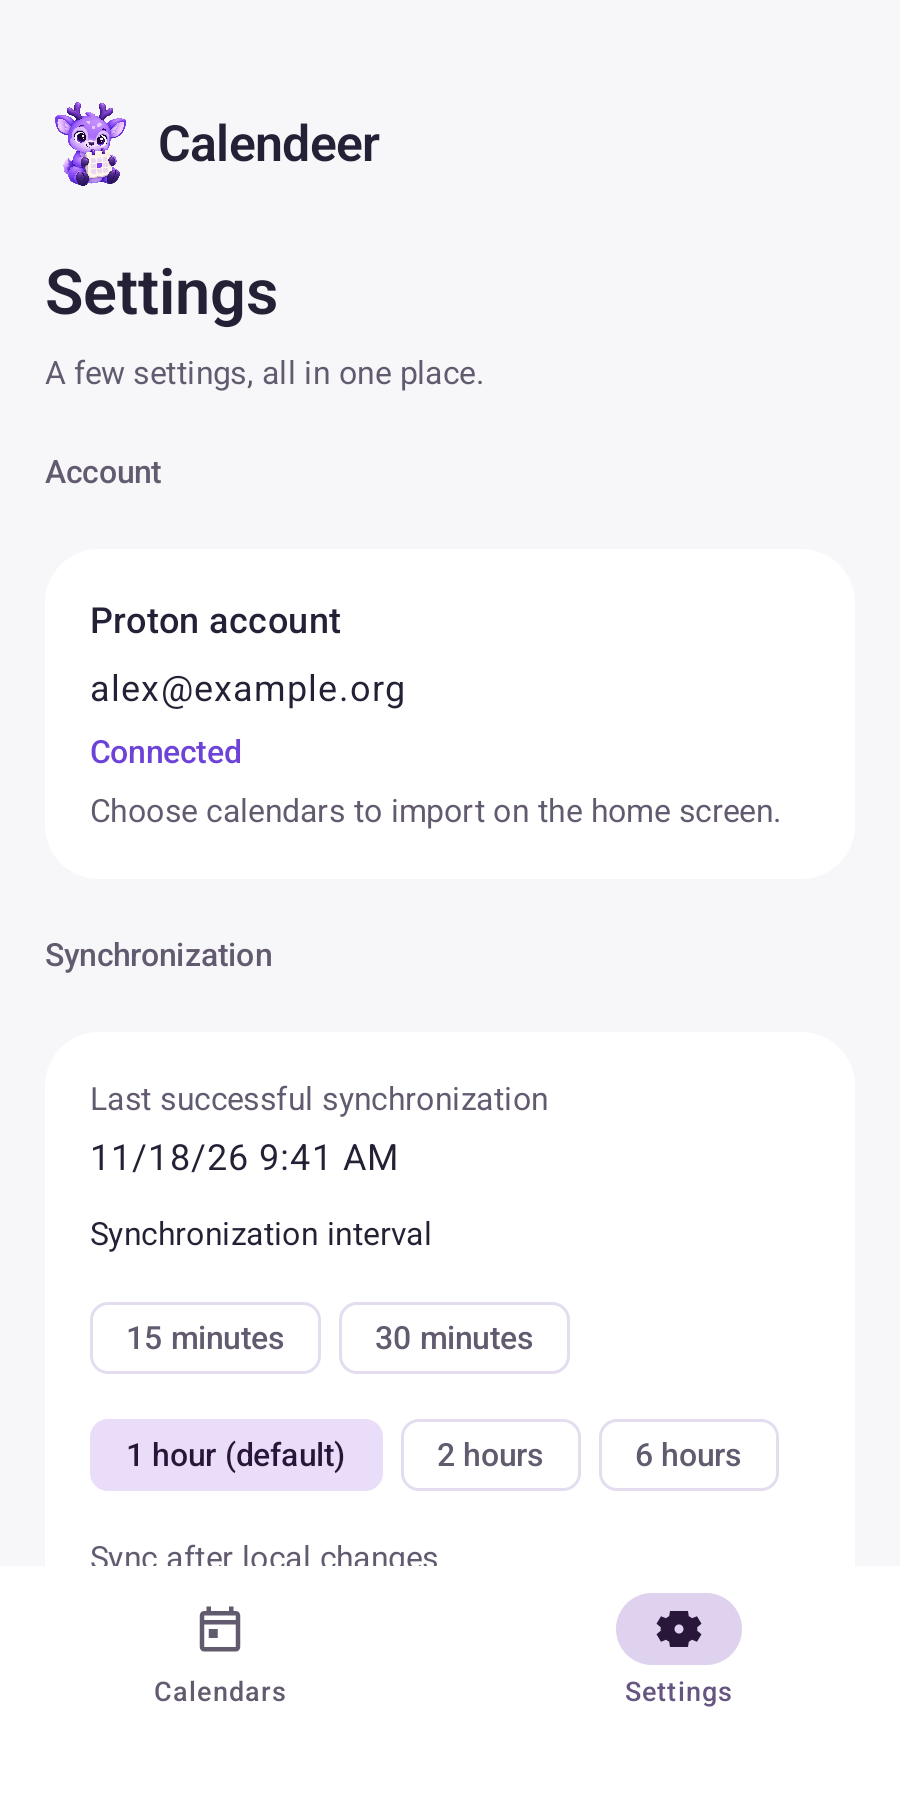 Calendeer
Settings
A few settings, all in one place.
Account
Proton account
alex@example.org
Connected
Choose calendars to import on the home screen.
Synchronization
Last successful synchronization
11/18/26 9:41 AM
Synchronization interval
15 minutes
30 minutes
1 hour (default)
2 hours
6 hours
Sync after local changes
Calendars
Settings